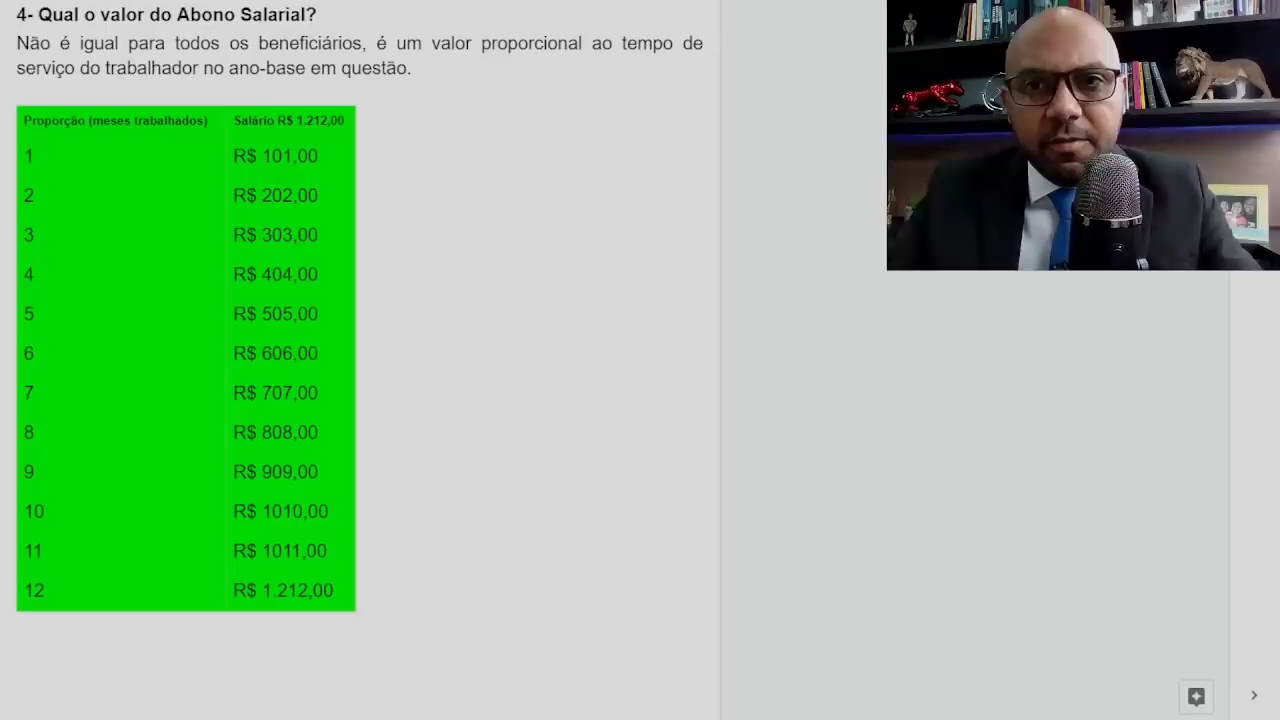 4- Qual o valor do Abono Salarial?
Não é igual para todos os beneficiários, é um valor proporcional ao tempo de
serviço do trabalhador no ano-base em questão.
Proporção (meses trabalhados) Salário R$ 1.212,00
1 R$ 101,00
2 R$ 202,00
3 R$ 303,00
4 R$ 404,00
5 R$ 505,00
6 R$ 606,00
7 R$ 707,00
8 R$ 808,00
9 R$ 909,00
10 R$ 1010,00
11 R$ 1011,00
12 R$ 1.212,00